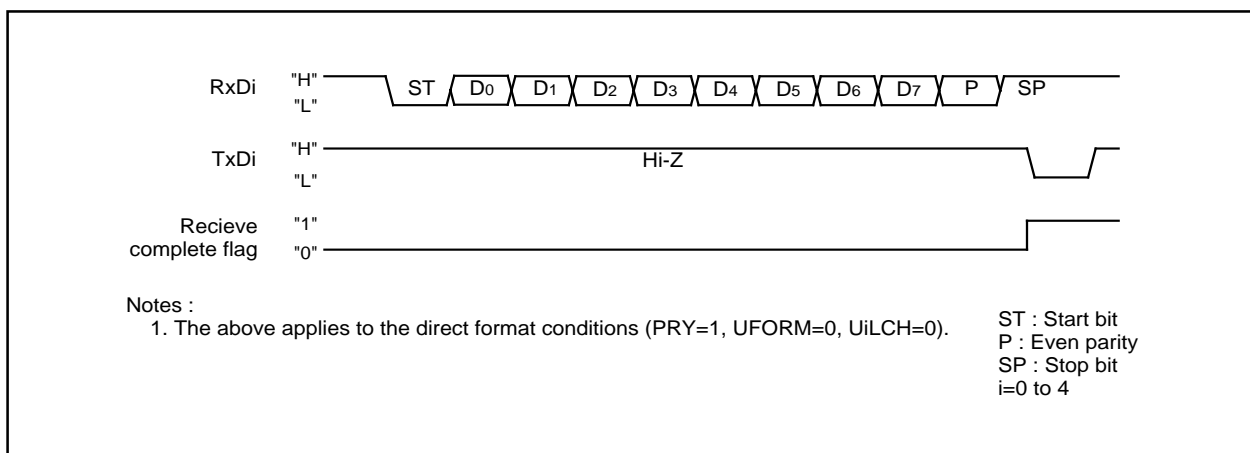 RxDi "H" ST D0 D1 D2 D3 D4 D5 D6 D7 P SP
"L"
TxDi "H" Hi-Z
"L"
Recieve "1"
complete flag "0"
Notes :
1. The above applies to the direct format conditions (PRY=1, UFORM=0, UiLCH=0).
ST : Start bit
P : Even parity
SP : Stop bit
i=0 to 4